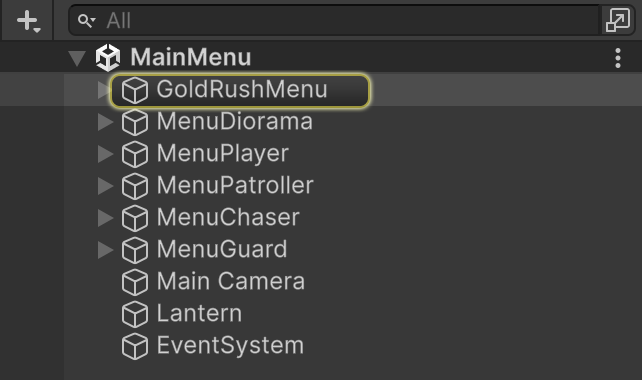 All
MainMenu
GoldRushMenu
MenuDiorama
MenuPlayer
MenuPatroller
MenuChaser
MenuGuard
Main Camera
Lantern
EventSystem